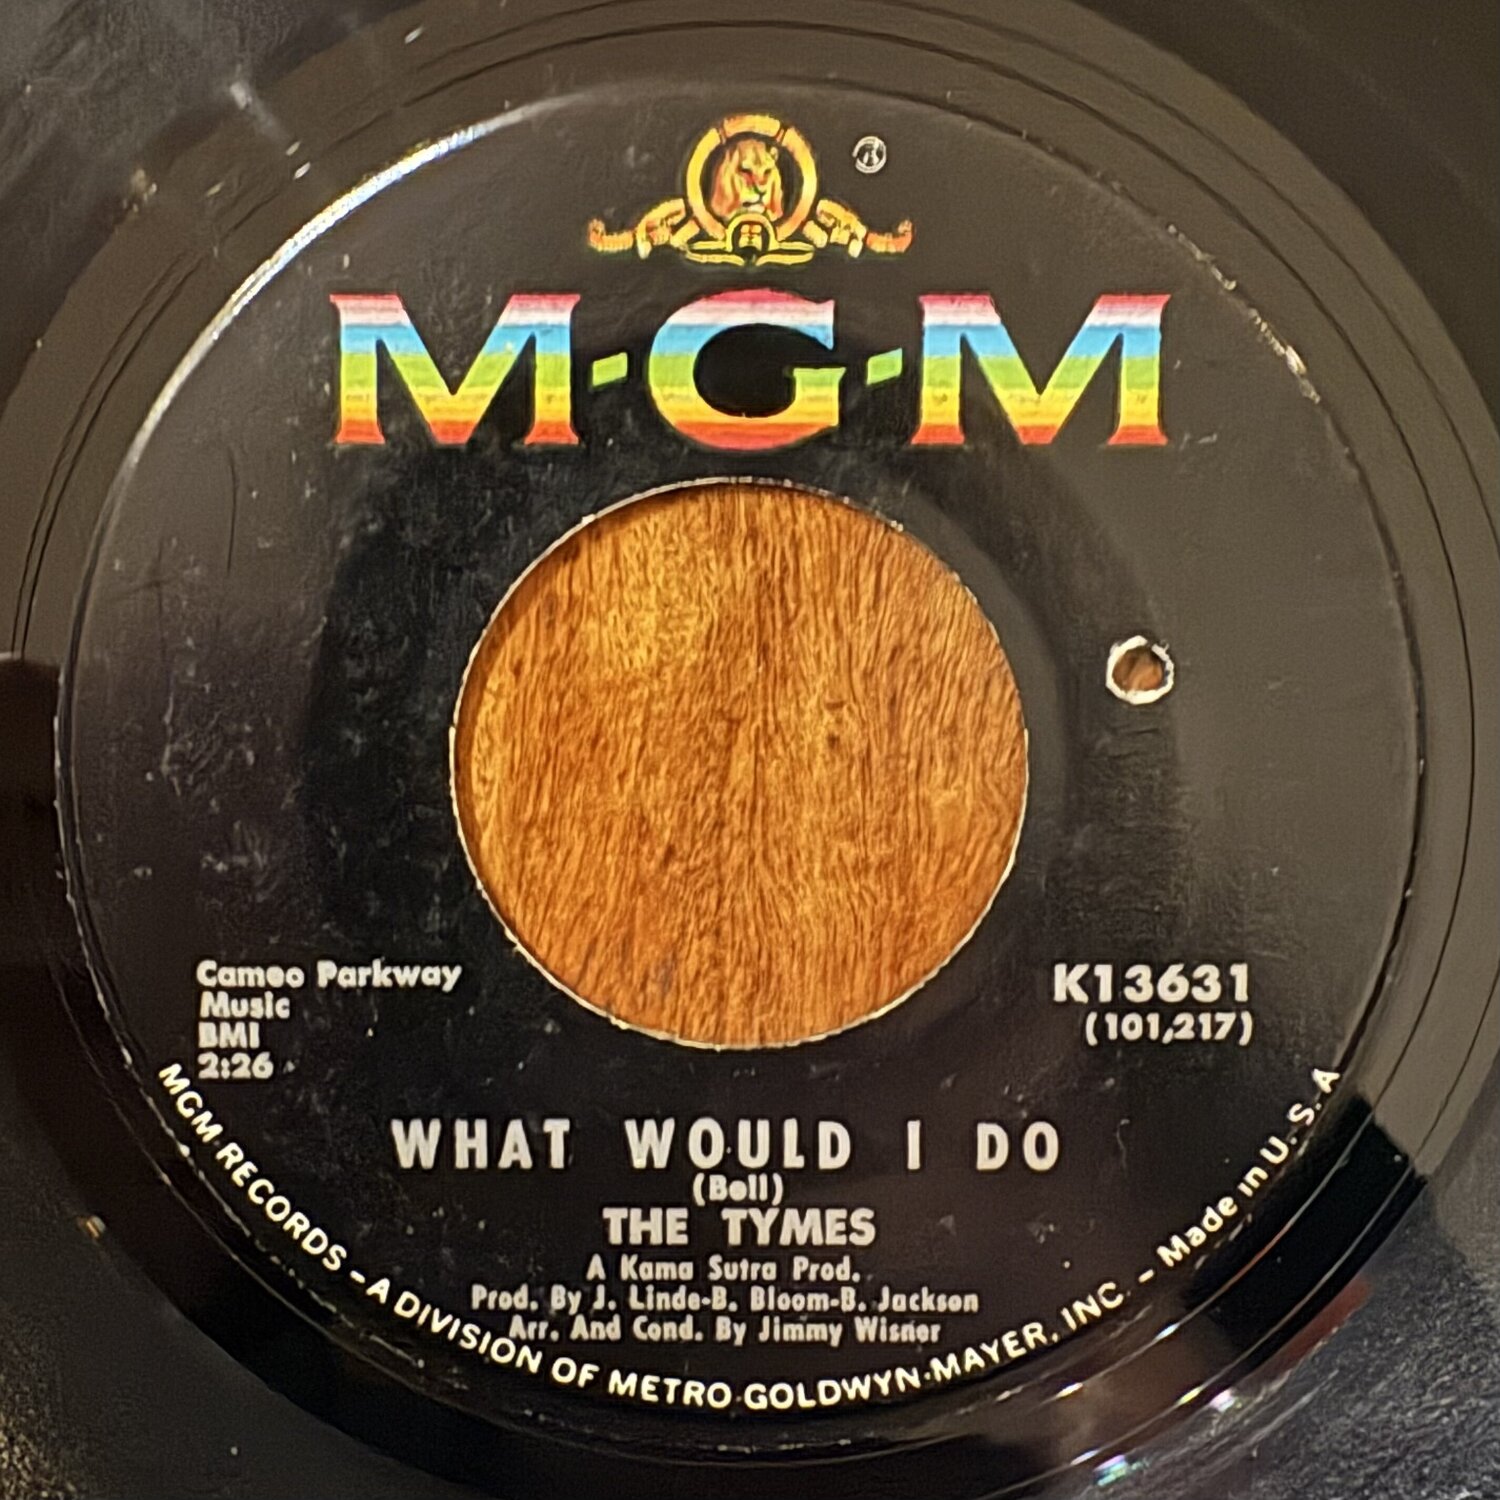 ®
M·G·M
Cameo Parkway
Music
BMI
2:26
K13631
(101,217)
WHAT WOULD I DO
(Bell)
THE TYMES
A Kama Sutra Prod.
Prod. By J. Linde-B. Bloom-B. Jackson
Arr. And Cond. By Jimmy Wisner
MGM RECORDS - A DIVISION OF METRO-GOLDWYN-MAYER, INC. - Made in U. S. A